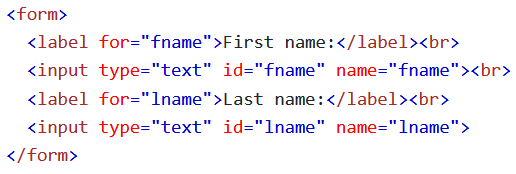 <form>
<label for="fname">First name:</label><br>
<input type="text" id="fname" name="fname"><br>
<label for="lname">Last name:</label><br>
<input type="text" id="lname" name="lname">
</form>